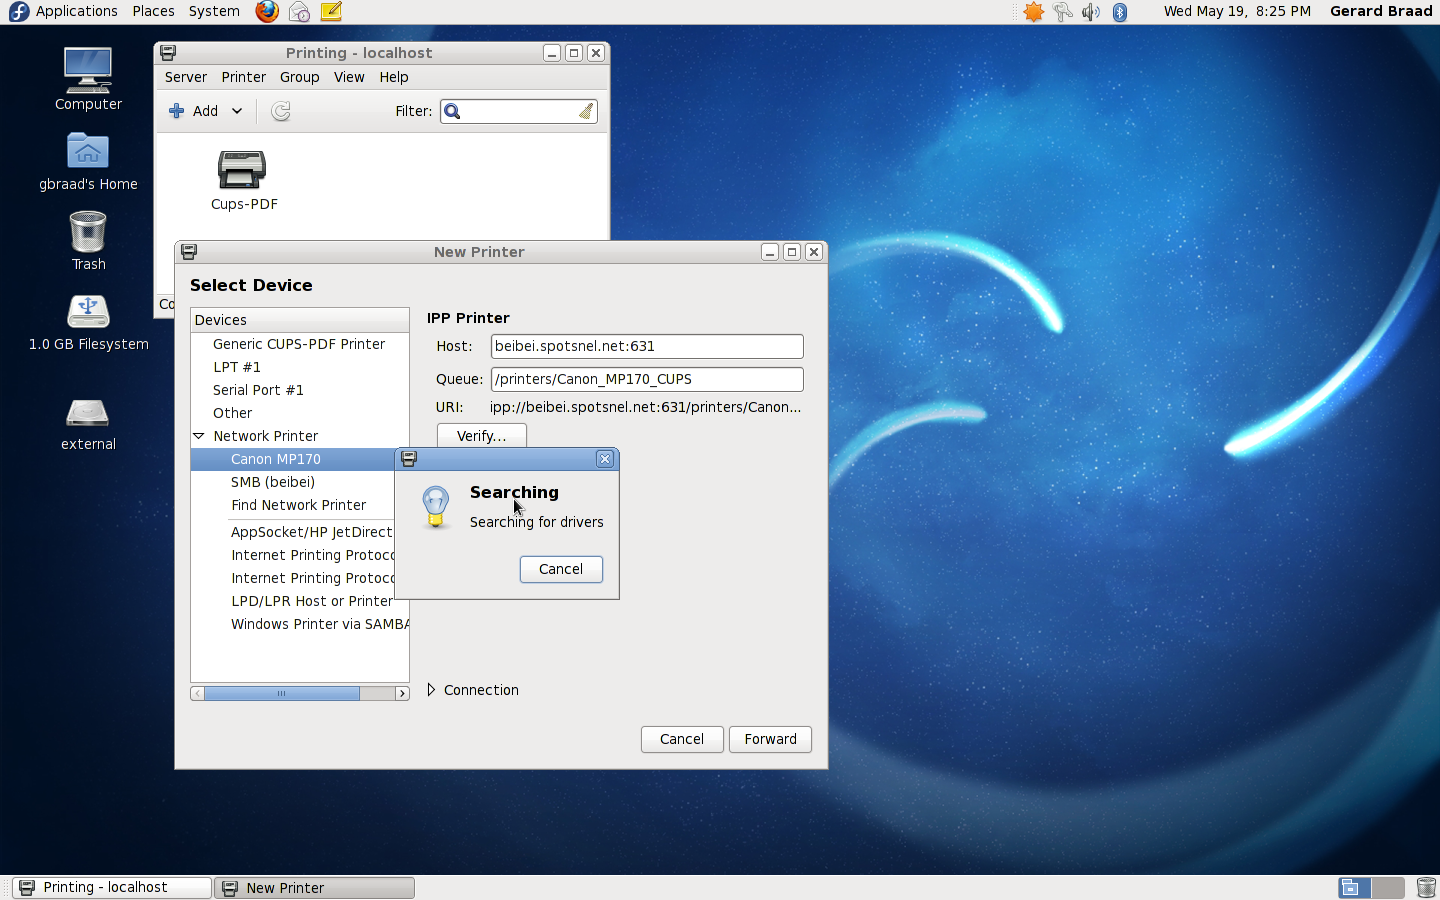 Applications Places System
Wed May 19, 8:25 PM Gerard Braad
Computer
gbraad's Home
Trash
1.0 GB Filesystem
external
Printing - localhost
Server Printer Group View Help
Add
Filter:
Cups-PDF
Co
New Printer
Select Device
Devices
Generic CUPS-PDF Printer
LPT #1
Serial Port #1
Other
Network Printer
Canon MP170
SMB (beibei)
Find Network Printer
AppSocket/HP JetDirect
Internet Printing Protoco
Internet Printing Protoco
LPD/LPR Host or Printer
Windows Printer via SAMBA
IPP Printer
Host: beibei.spotsnel.net:631
Queue: /printers/Canon_MP170_CUPS
URI: ipp://beibei.spotsnel.net:631/printers/Canon...
Verify...
Searching
Searching for drivers
Cancel
Connection
Cancel Forward
Printing - localhost New Printer